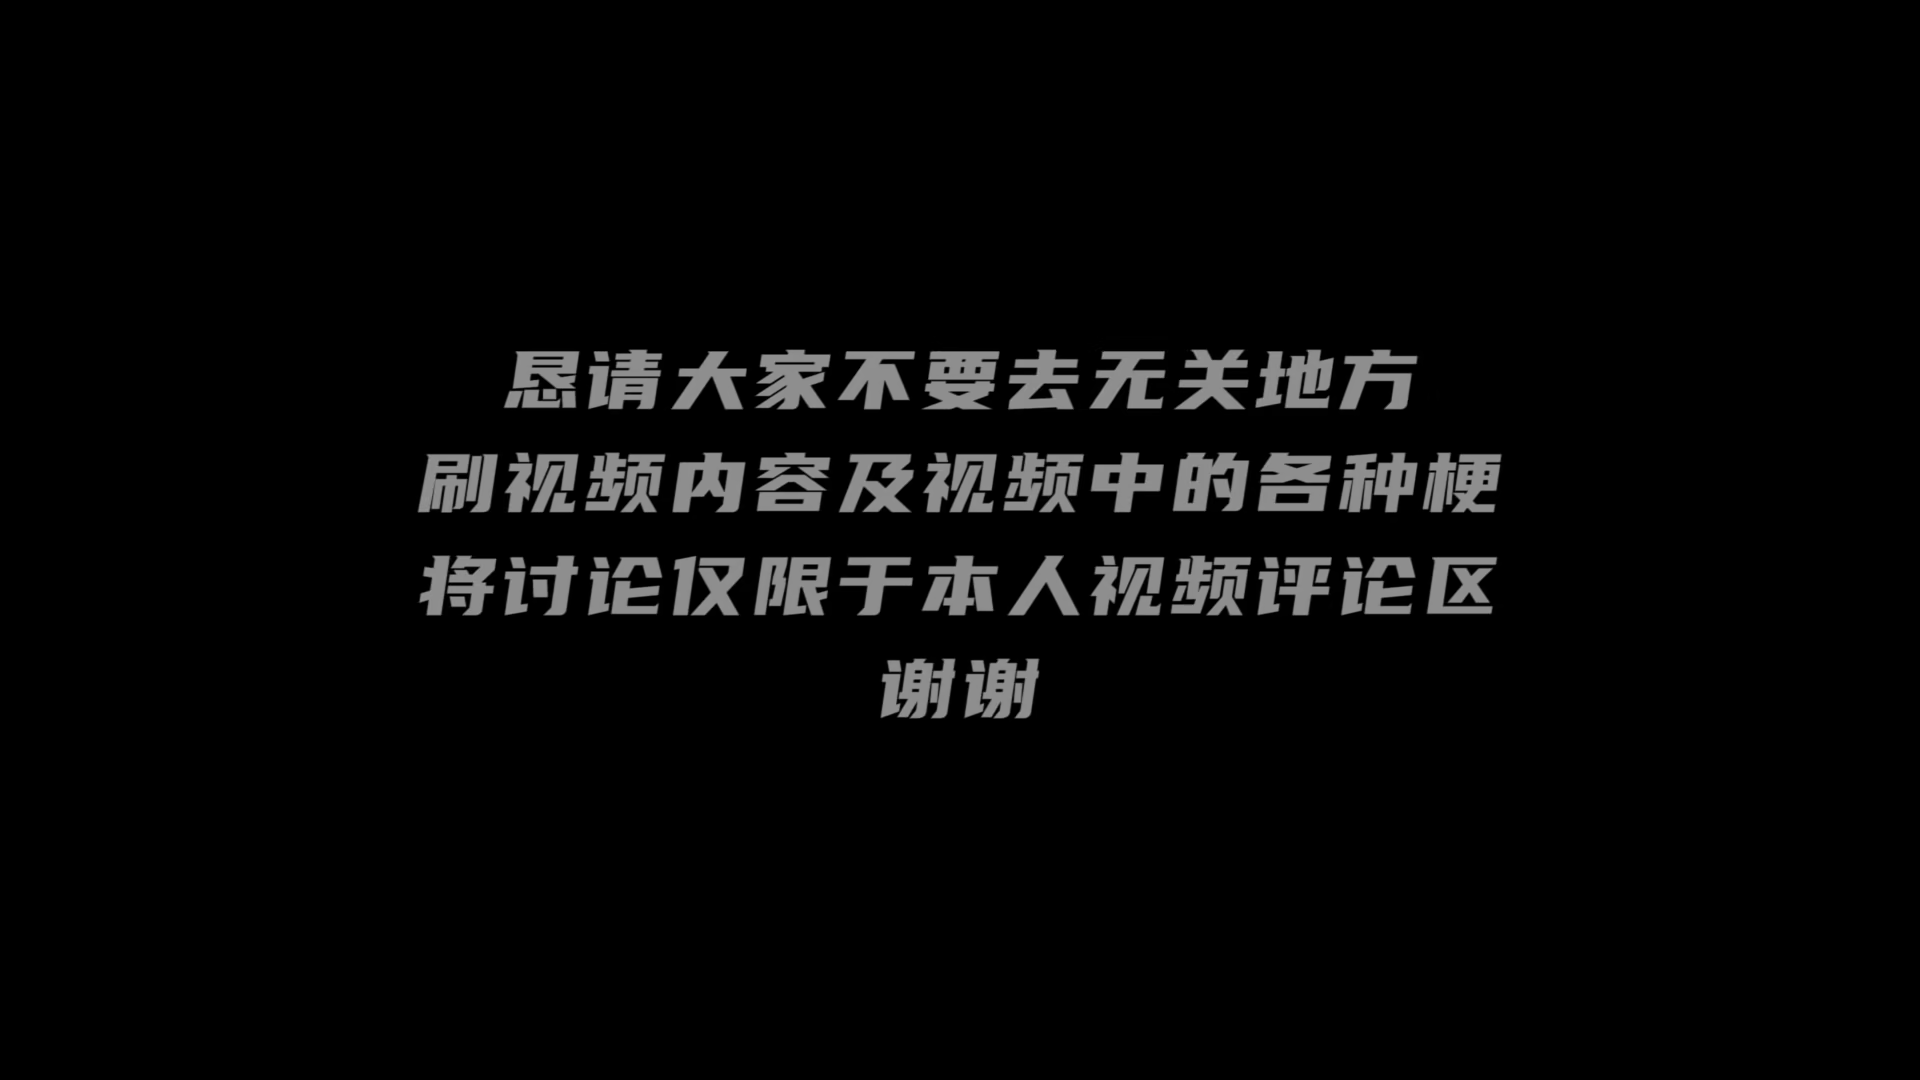 恳请大家不要去无关地方
刷视频内容及视频中的各种梗
将讨论仅限于本人视频评论区
谢谢